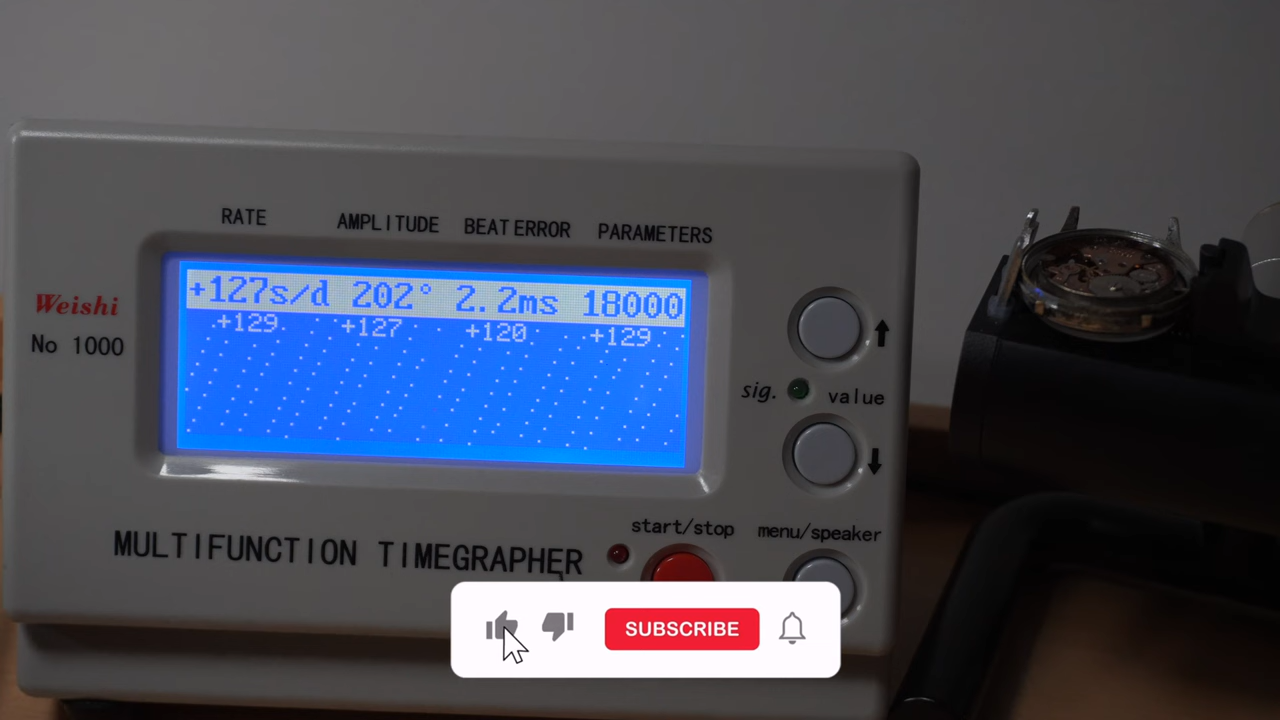 RATE AMPLITUDE BEAT ERROR PARAMETERS
+127s/d 202° 2.2ms 18000
+129 +127 +120 +129
Weishi
No 1000
sig.
value
start/stop menu/speaker
MULTIFUNCTION TIMEGRAPHER
SUBSCRIBE